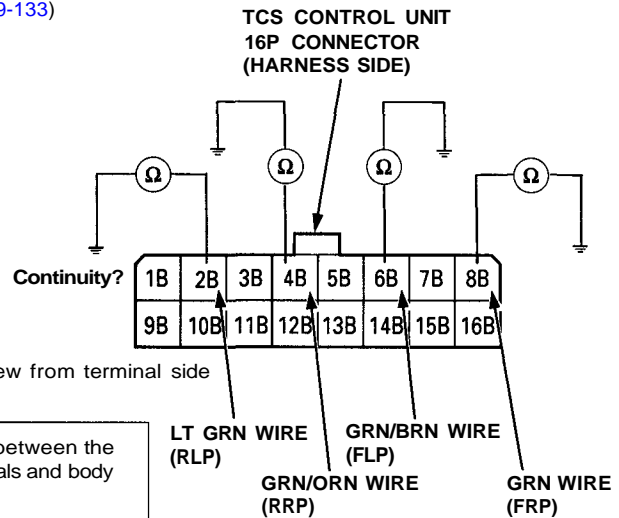 9-133)
TCS CONTROL UNIT
16P CONNECTOR
(HARNESS SIDE)
Ω Ω Ω Ω
Continuity?
1B 2B 3B 4B 5B 6B 7B 8B
9B 10B 11B 12B 13B 14B 15B 16B
ew from terminal side
between the
als and body
LT GRN WIRE
(RLP)
GRN/BRN WIRE
(FLP)
GRN/ORN WIRE
(RRP)
GRN WIRE
(FRP)